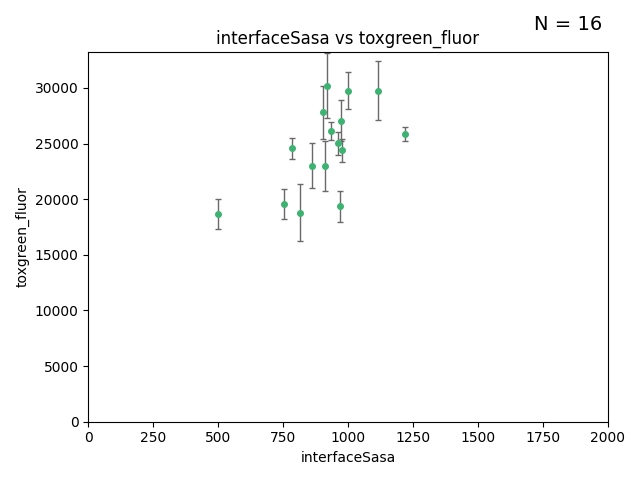 N = 16
interfaceSasa vs toxgreen_fluor
toxgreen_fluor
30000
25000
20000
15000
10000
5000
0
0 250 500 750 1000 1250 1500 1750 2000
interfaceSasa